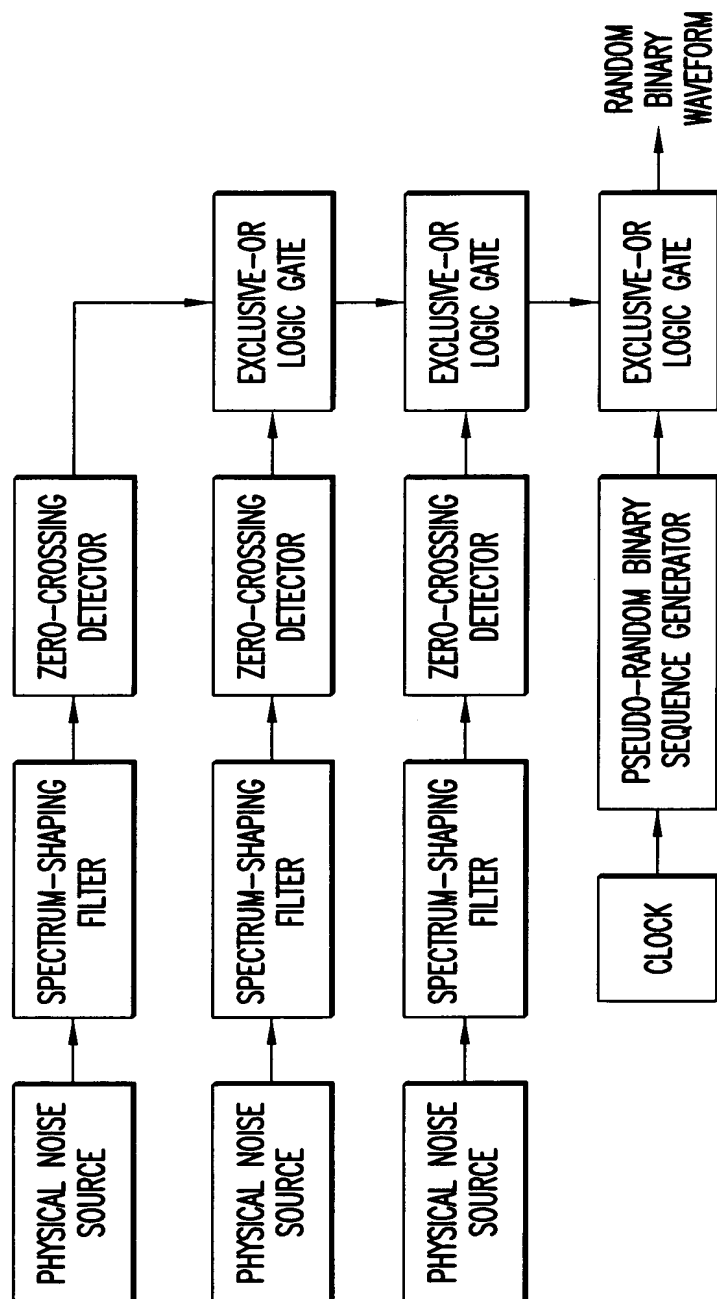 PHYSICAL NOISE
SOURCE
SPECTRUM-SHAPING
FILTER
ZERO-CROSSING
DETECTOR
PHYSICAL NOISE
SOURCE
SPECTRUM-SHAPING
FILTER
ZERO-CROSSING
DETECTOR
EXCLUSIVE-OR
LOGIC GATE
PHYSICAL NOISE
SOURCE
SPECTRUM-SHAPING
FILTER
ZERO-CROSSING
DETECTOR
EXCLUSIVE-OR
LOGIC GATE
CLOCK
PSEUDO-RANDOM BINARY
SEQUENCE GENERATOR
EXCLUSIVE-OR
LOGIC GATE
RANDOM
BINARY
WAVEFORM